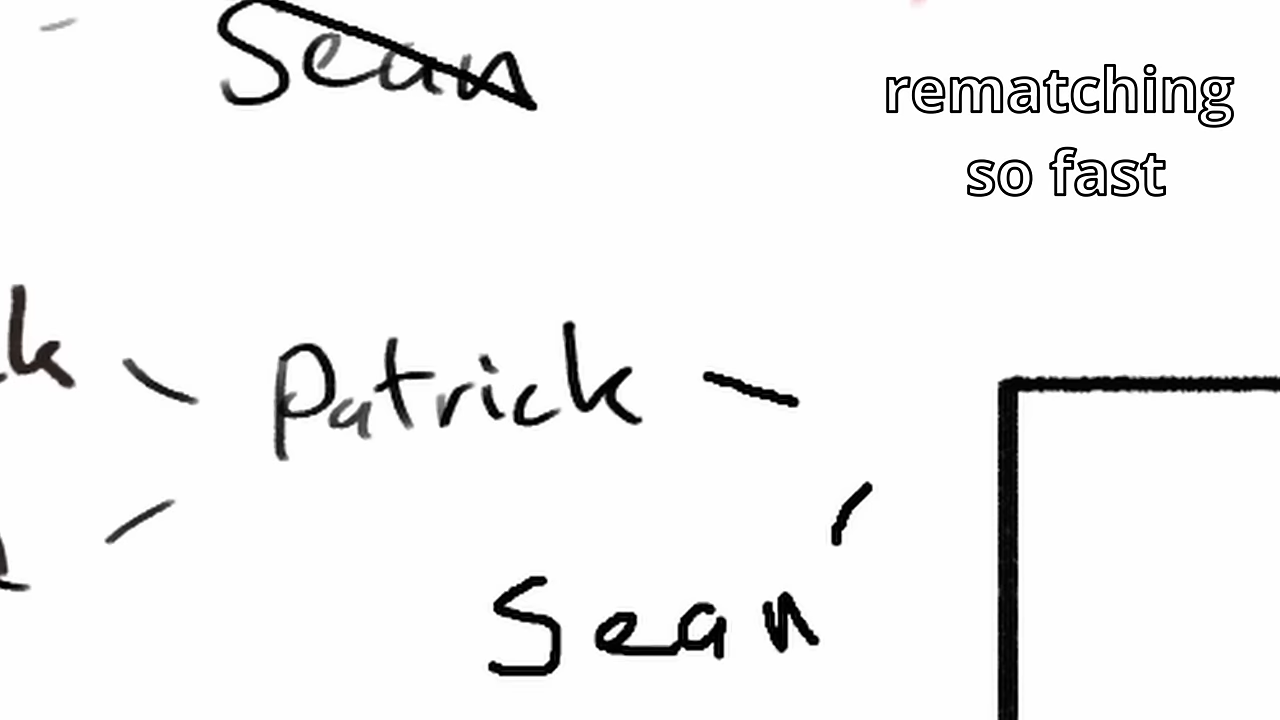 Sean
rematching
so fast
Patrick
Sean